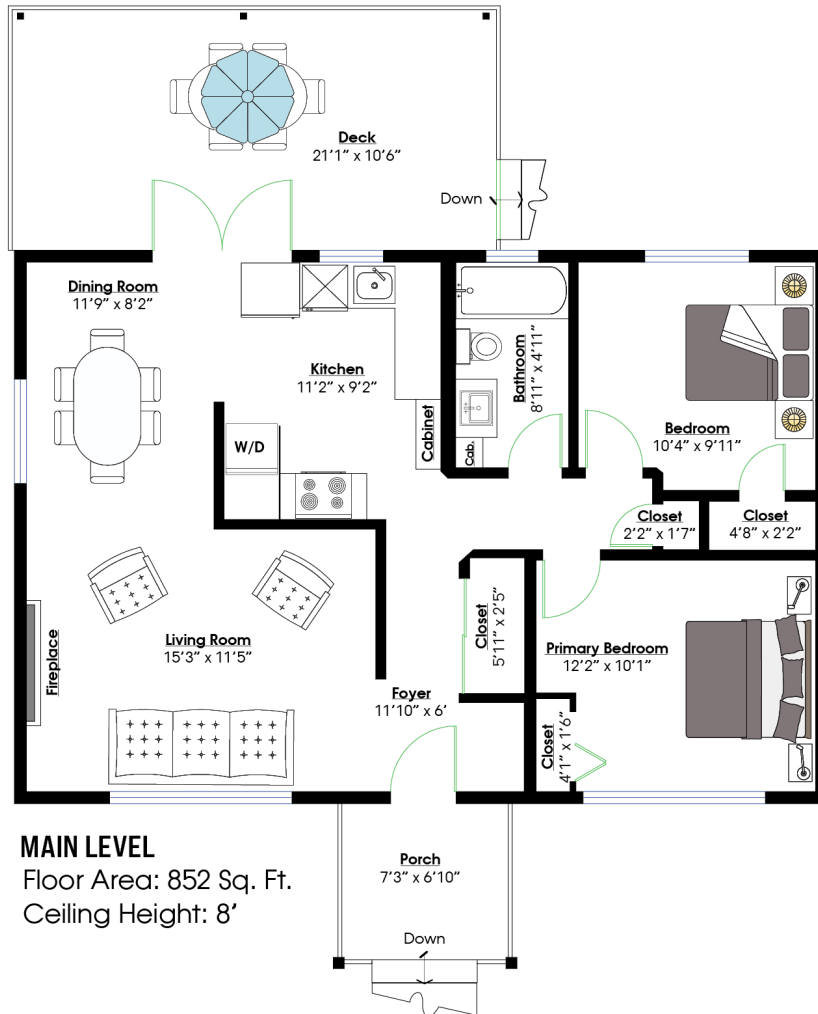 Deck
21'1" x 10'6"
Down
Dining Room
11'9" x 8'2"
Kitchen
11'2" x 9'2"
Cabinet
W/D
Bathroom
8'11" x 4'11"
Cab.
Bedroom
10'4" x 9'11"
Closet
2'2" x 1'7"
Closet
4'8" x 2'2"
Living Room
15'3" x 11'5"
Fireplace
Closet
5'11" x 2'5"
Primary Bedroom
12'2" x 10'1"
Foyer
11'10" x 6'
Closet
4'1" x 1'6"
Porch
7'3" x 6'10"
Down
MAIN LEVEL
Floor Area: 852 Sq. Ft.
Ceiling Height: 8'